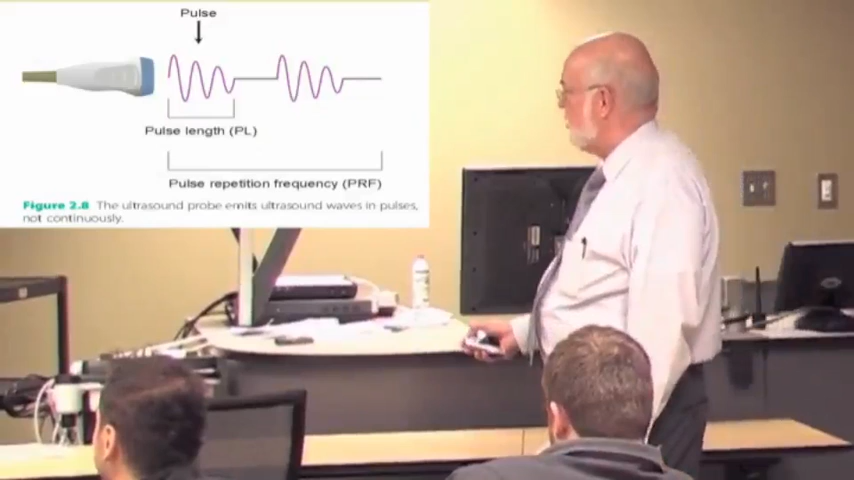 Pulse
Pulse length (PL)
Pulse repetition frequency (PRF)
Figure 2.8 The ultrasound probe emits ultrasound waves in pulses,
not continuously.